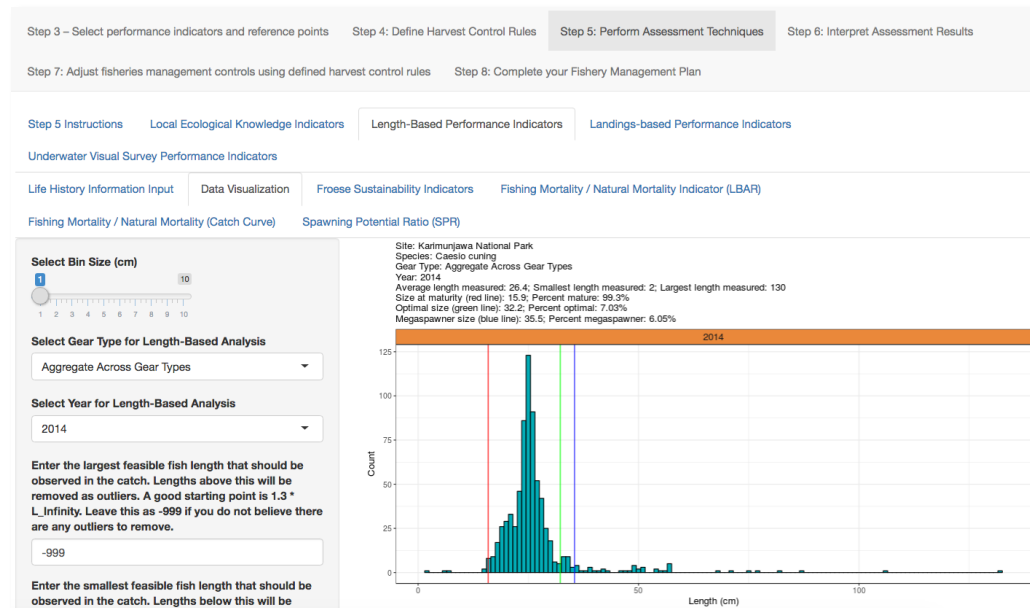 Step 3 – Select performance indicators and reference points Step 4: Define Harvest Control Rules Step 5: Perform Assessment Techniques Step 6: Interpret Assessment Results
Step 7: Adjust fisheries management controls using defined harvest control rules Step 8: Complete your Fishery Management Plan
Step 5 Instructions Local Ecological Knowledge Indicators Length-Based Performance Indicators Landings-based Performance Indicators
Underwater Visual Survey Performance Indicators
Life History Information Input Data Visualization Froese Sustainability Indicators Fishing Mortality / Natural Mortality Indicator (LBAR)
Fishing Mortality / Natural Mortality (Catch Curve) Spawning Potential Ratio (SPR)
Select Bin Size (cm)
1 10
1 2 3 4 5 6 7 8 9 10
Select Gear Type for Length-Based Analysis
Aggregate Across Gear Types
Select Year for Length-Based Analysis
2014
Enter the largest feasible fish length that should be
observed in the catch. Lengths above this will be
removed as outliers. A good starting point is 1.3 *
L_Infinity. Leave this as -999 if you do not believe there
are any outliers to remove.
-999
Enter the smallest feasible fish length that should be
observed in the catch. Lengths below this will be
Site: Karimunjawa National Park
Species: Caesio cuning
Gear Type: Aggregate Across Gear Types
Year: 2014
Average length measured: 26.4; Smallest length measured: 2; Largest length measured: 130
Size at maturity (red line): 15.9; Percent mature: 99.3%
Optimal size (green line): 32.2; Percent optimal: 7.03%
Megaspawner size (blue line): 35.5; Percent megaspawner: 6.05%
2014
125
100
75
50
25
0
Count
0 50 100
Length (cm)